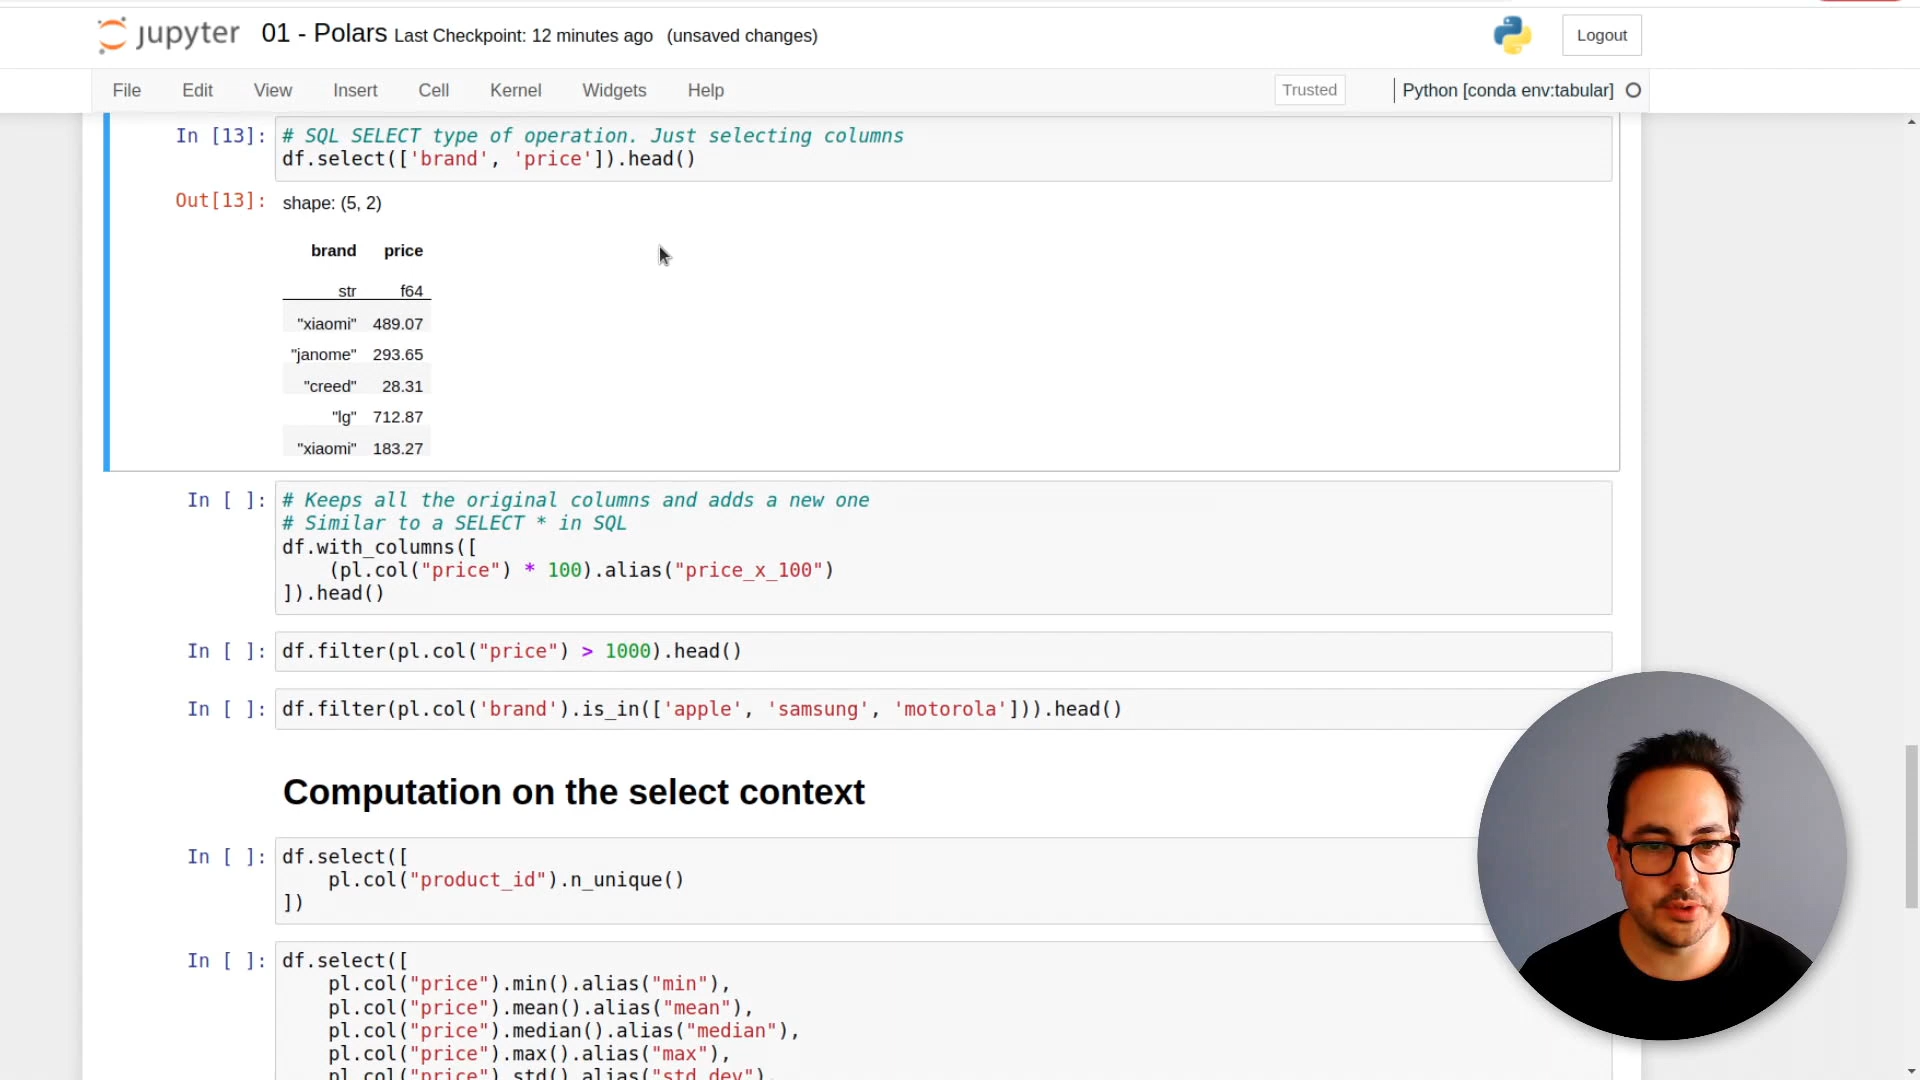 jupyter 01 - Polars Last Checkpoint: 12 minutes ago (unsaved changes) Logout
File Edit View Insert Cell Kernel Widgets Help Trusted Python [conda env:tabular]
In [13]: # SQL SELECT type of operation. Just selecting columns
df.select(['brand', 'price']).head()
Out[13]: shape: (5, 2)
brand price
str f64
"xiaomi" 489.07
"janome" 293.65
"creed" 28.31
"lg" 712.87
"xiaomi" 183.27
In [ ]: # Keeps all the original columns and adds a new one
# Similar to a SELECT * in SQL
df.with_columns([
(pl.col("price") * 100).alias("price_x_100")
]).head()
In [ ]: df.filter(pl.col("price") > 1000).head()
In [ ]: df.filter(pl.col('brand').is_in(['apple', 'samsung', 'motorola'])).head()
Computation on the select context
In [ ]: df.select([
pl.col("product_id").n_unique()
])
In [ ]: df.select([
pl.col("price").min().alias("min"),
pl.col("price").mean().alias("mean"),
pl.col("price").median().alias("median"),
pl.col("price").max().alias("max"),
pl.col("price").std().alias("std_dev"),